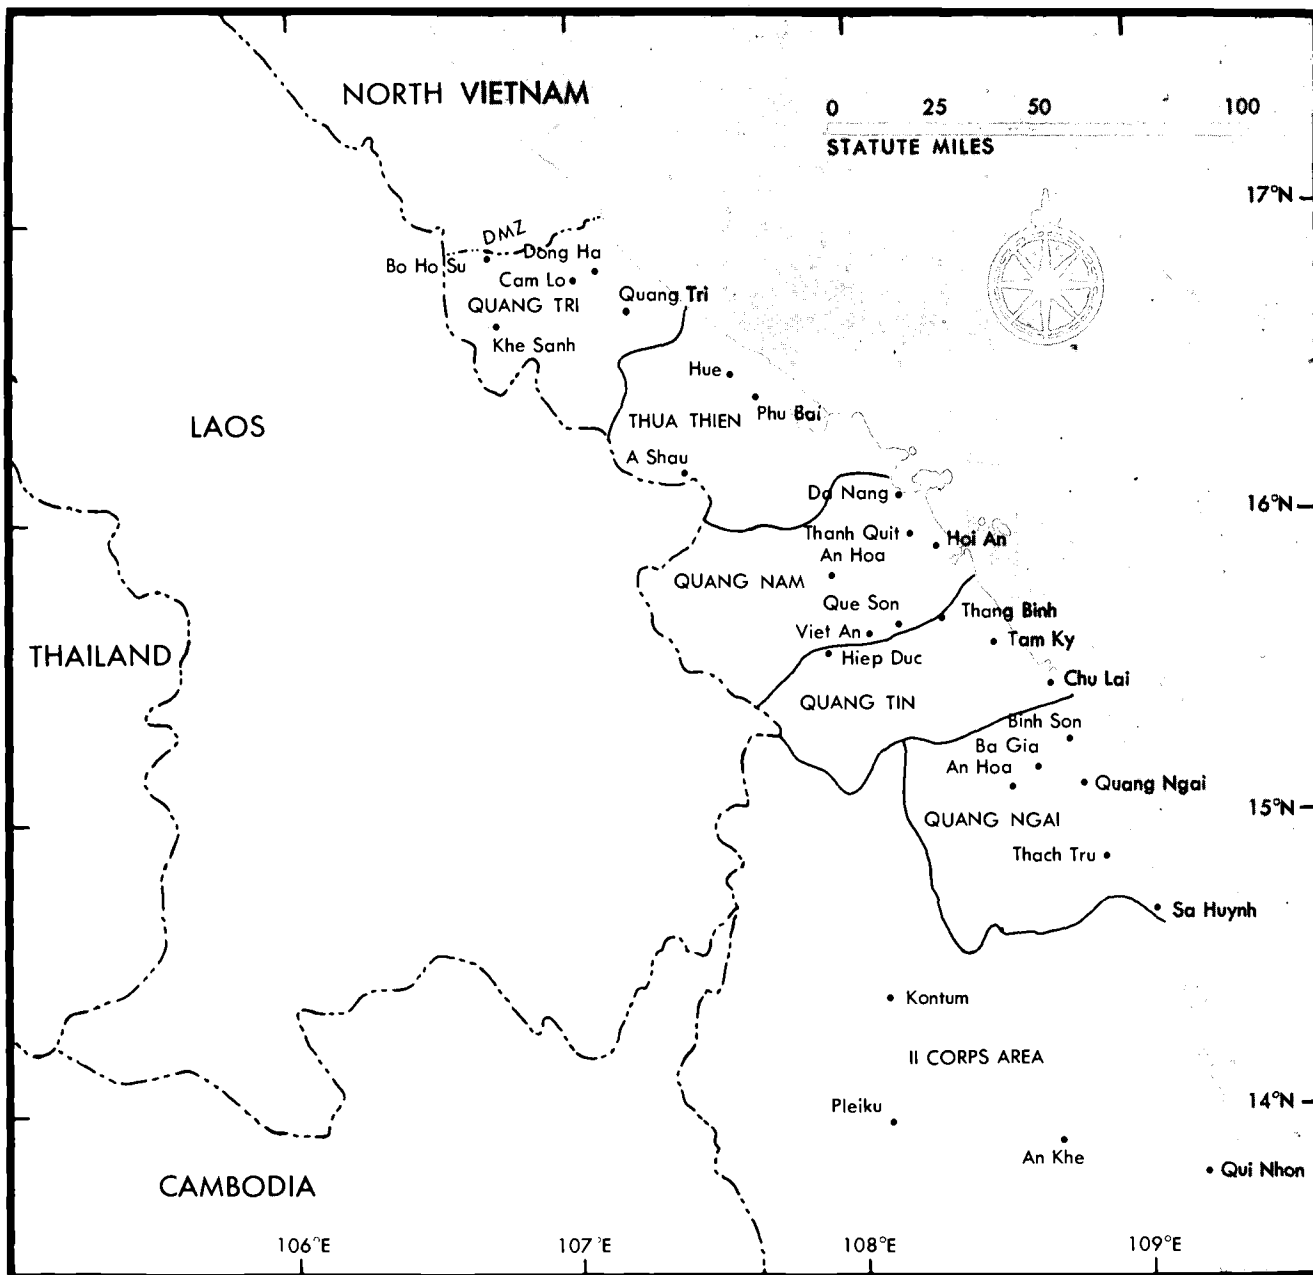 NORTH VIETNAM
0 25 50 100
STATUTE MILES
17°N
DMZ
Bo Ho Su
Dong Ha
Cam Lo
QUANG TRI
Quang Tri
Khe Sanh
Hue
THUA THIEN
Phu Bai
LAOS
A Shau
Da Nang
16°N
Thanh Quit
Hoi An
An Hoa
QUANG NAM
Que Son
Thang Binh
Viet An
Tam Ky
THAILAND
Hiep Duc
Chu Lai
QUANG TIN
Binh Son
Ba Gia
An Hoa
Quang Ngai
15°N
QUANG NGAI
Thach Tru
Sa Huynh
Kontum
II CORPS AREA
14°N
Pleiku
An Khe
Qui Nhon
CAMBODIA
106°E 107°E 108°E 109°E